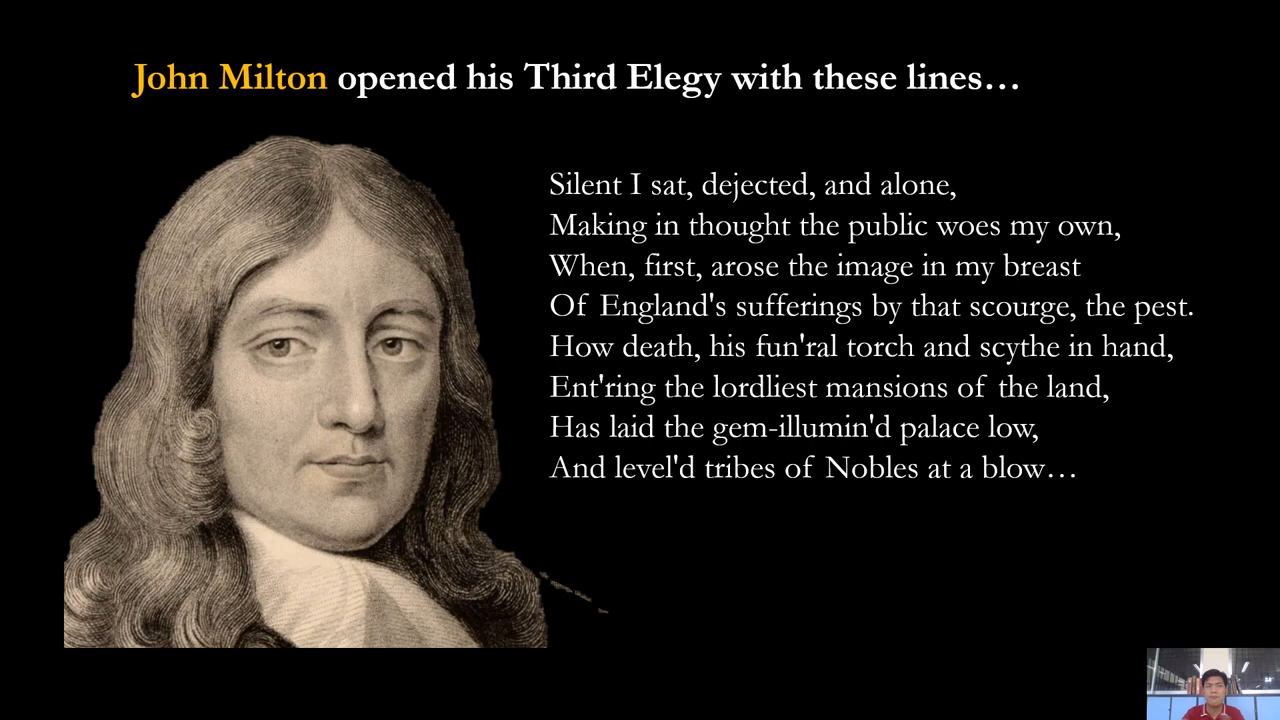 John Milton opened his Third Elegy with these lines…
Silent I sat, dejected, and alone,
Making in thought the public woes my own,
When, first, arose the image in my breast
Of England's sufferings by that scourge, the pest.
How death, his fun'ral torch and scythe in hand,
Ent'ring the lordliest mansions of the land,
Has laid the gem-illumin'd palace low,
And level'd tribes of Nobles at a blow…